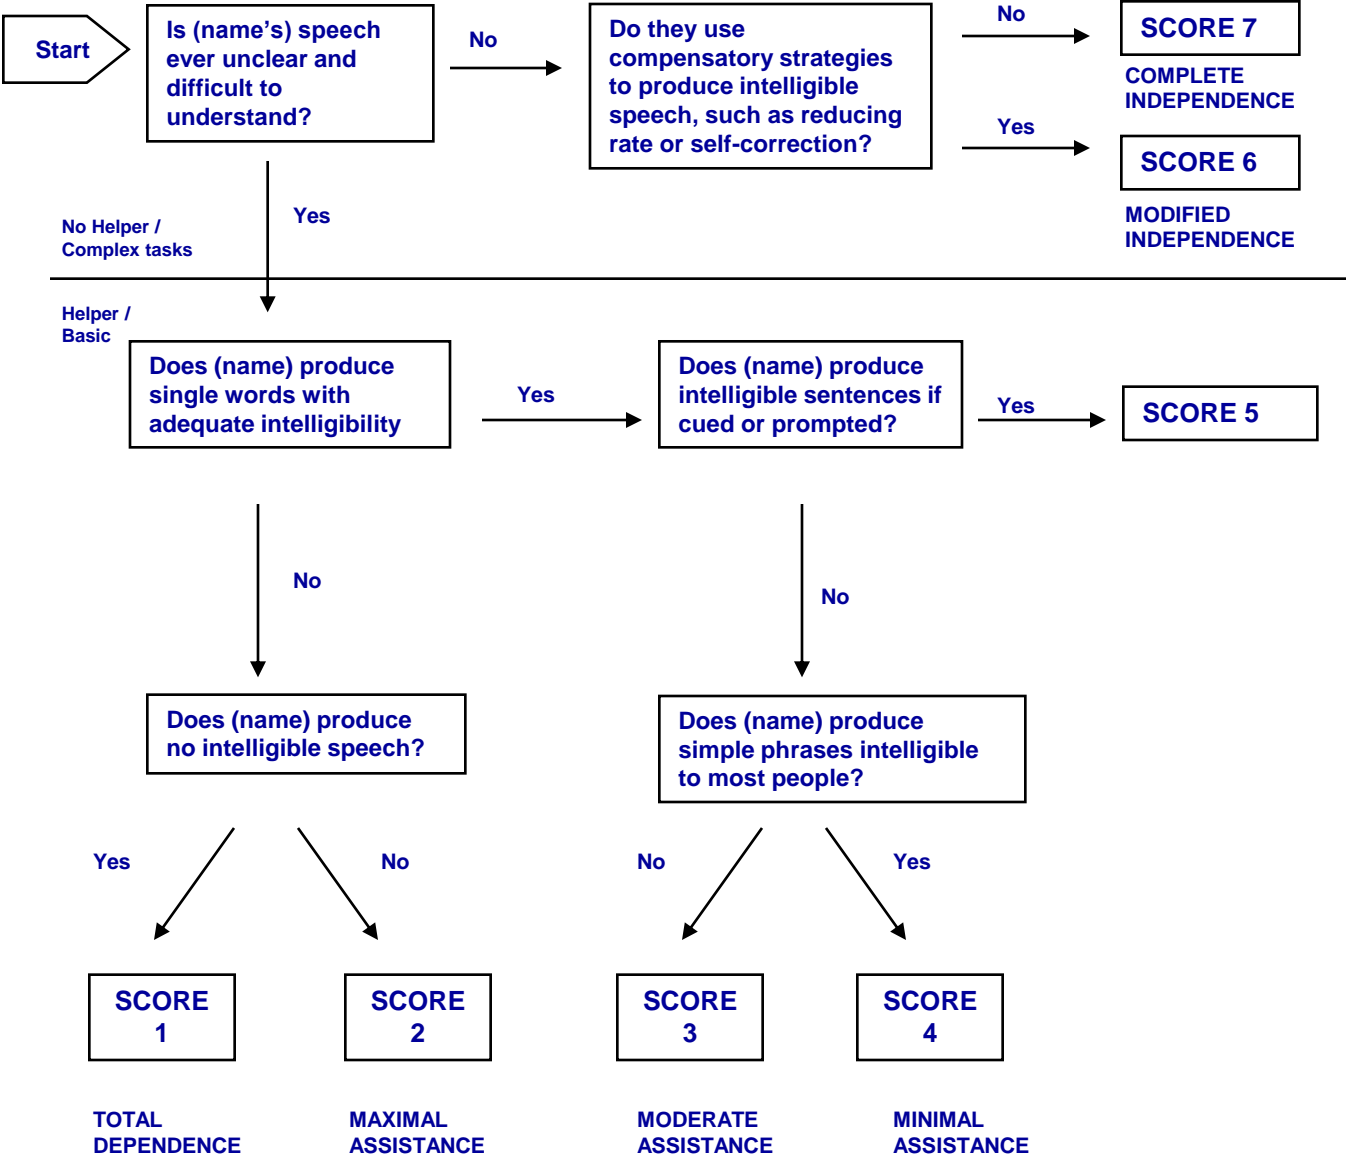 Start
Is (name’s) speech
ever unclear and
difficult to
understand?
No
Do they use
compensatory strategies
to produce intelligible
speech, such as reducing
rate or self-correction?
No
SCORE 7
COMPLETE
INDEPENDENCE
Yes
SCORE 6
MODIFIED
INDEPENDENCE
Yes
No Helper /
Complex tasks
Helper /
Basic
Does (name) produce
single words with
adequate intelligibility
Yes
Does (name) produce
intelligible sentences if
cued or prompted?
Yes
SCORE 5
No
No
Does (name) produce
no intelligible speech?
Does (name) produce
simple phrases intelligible
to most people?
Yes
No
No
Yes
SCORE
1
SCORE
2
SCORE
3
SCORE
4
TOTAL
DEPENDENCE
MAXIMAL
ASSISTANCE
MODERATE
ASSISTANCE
MINIMAL
ASSISTANCE